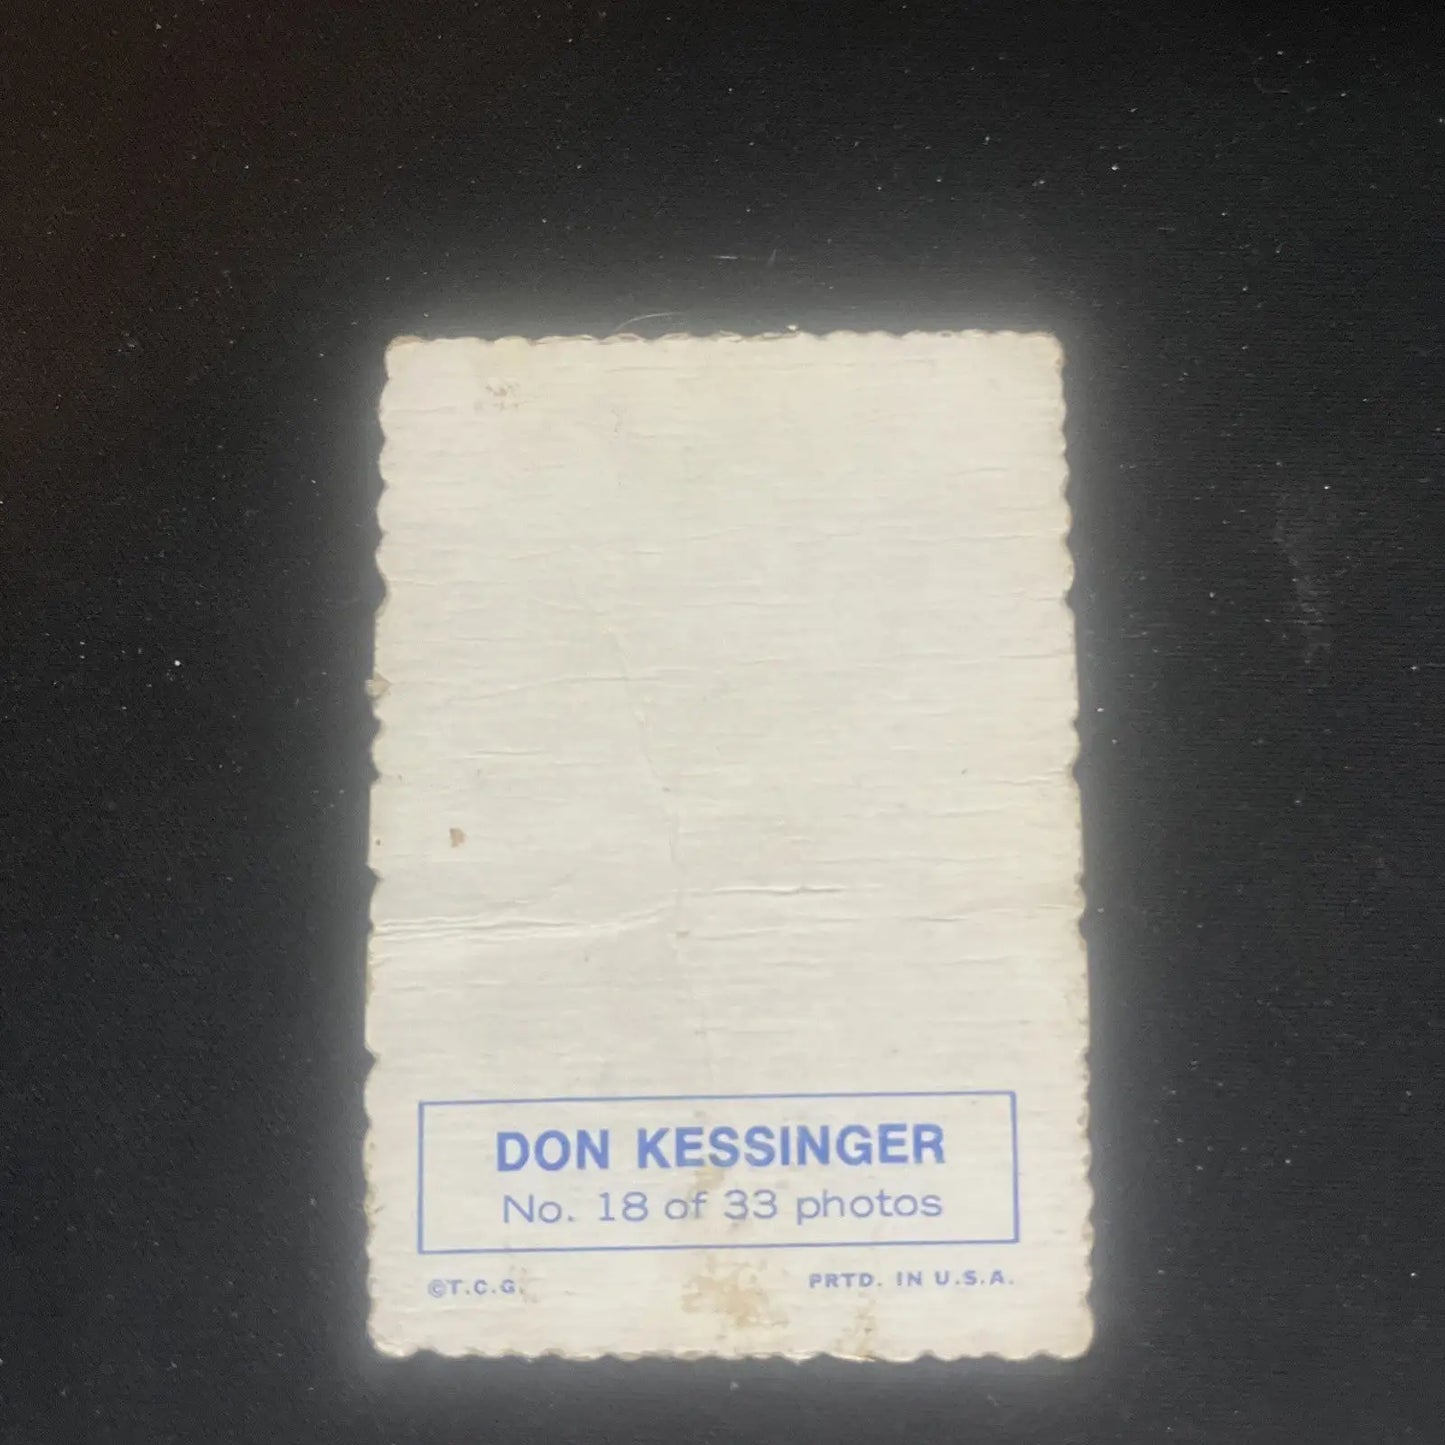 DON KESSINGER
No. 18 of 33 photos
©T.C.G. PRTD. IN U.S.A.